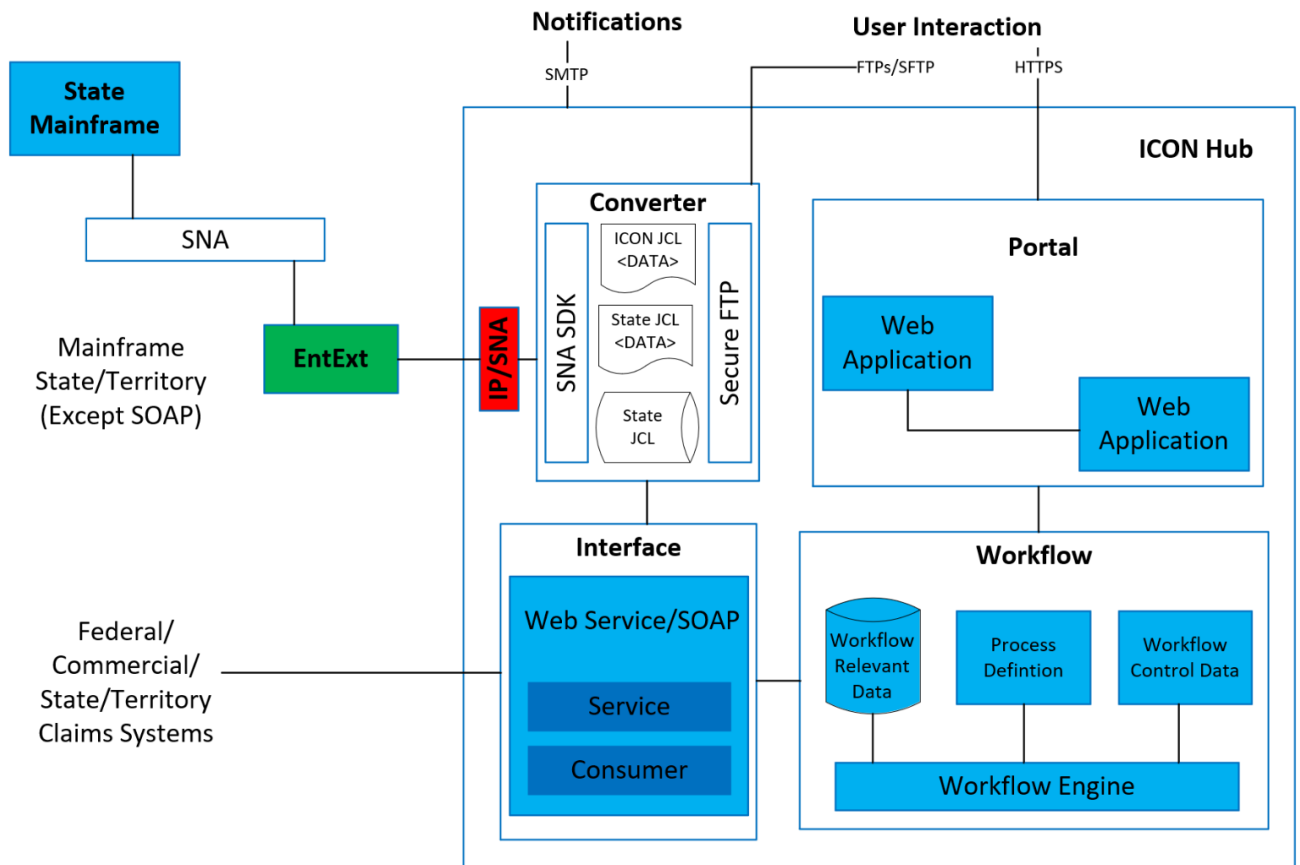 Notifications
User Interaction
SMTP
FTPs/SFTP
HTTPS
State
Mainframe
ICON Hub
SNA
Mainframe
State/Territory
(Except SOAP)
EntExt
IP/SNA
Converter
SNA SDK
ICON JCL
<DATA>
State JCL
<DATA>
State
JCL
Secure FTP
Portal
Web
Application
Web
Application
Federal/
Commercial/
State/Territory
Claims Systems
Interface
Web Service/SOAP
Service
Consumer
Workflow
Workflow
Relevant
Data
Process
Defintion
Workflow
Control Data
Workflow Engine